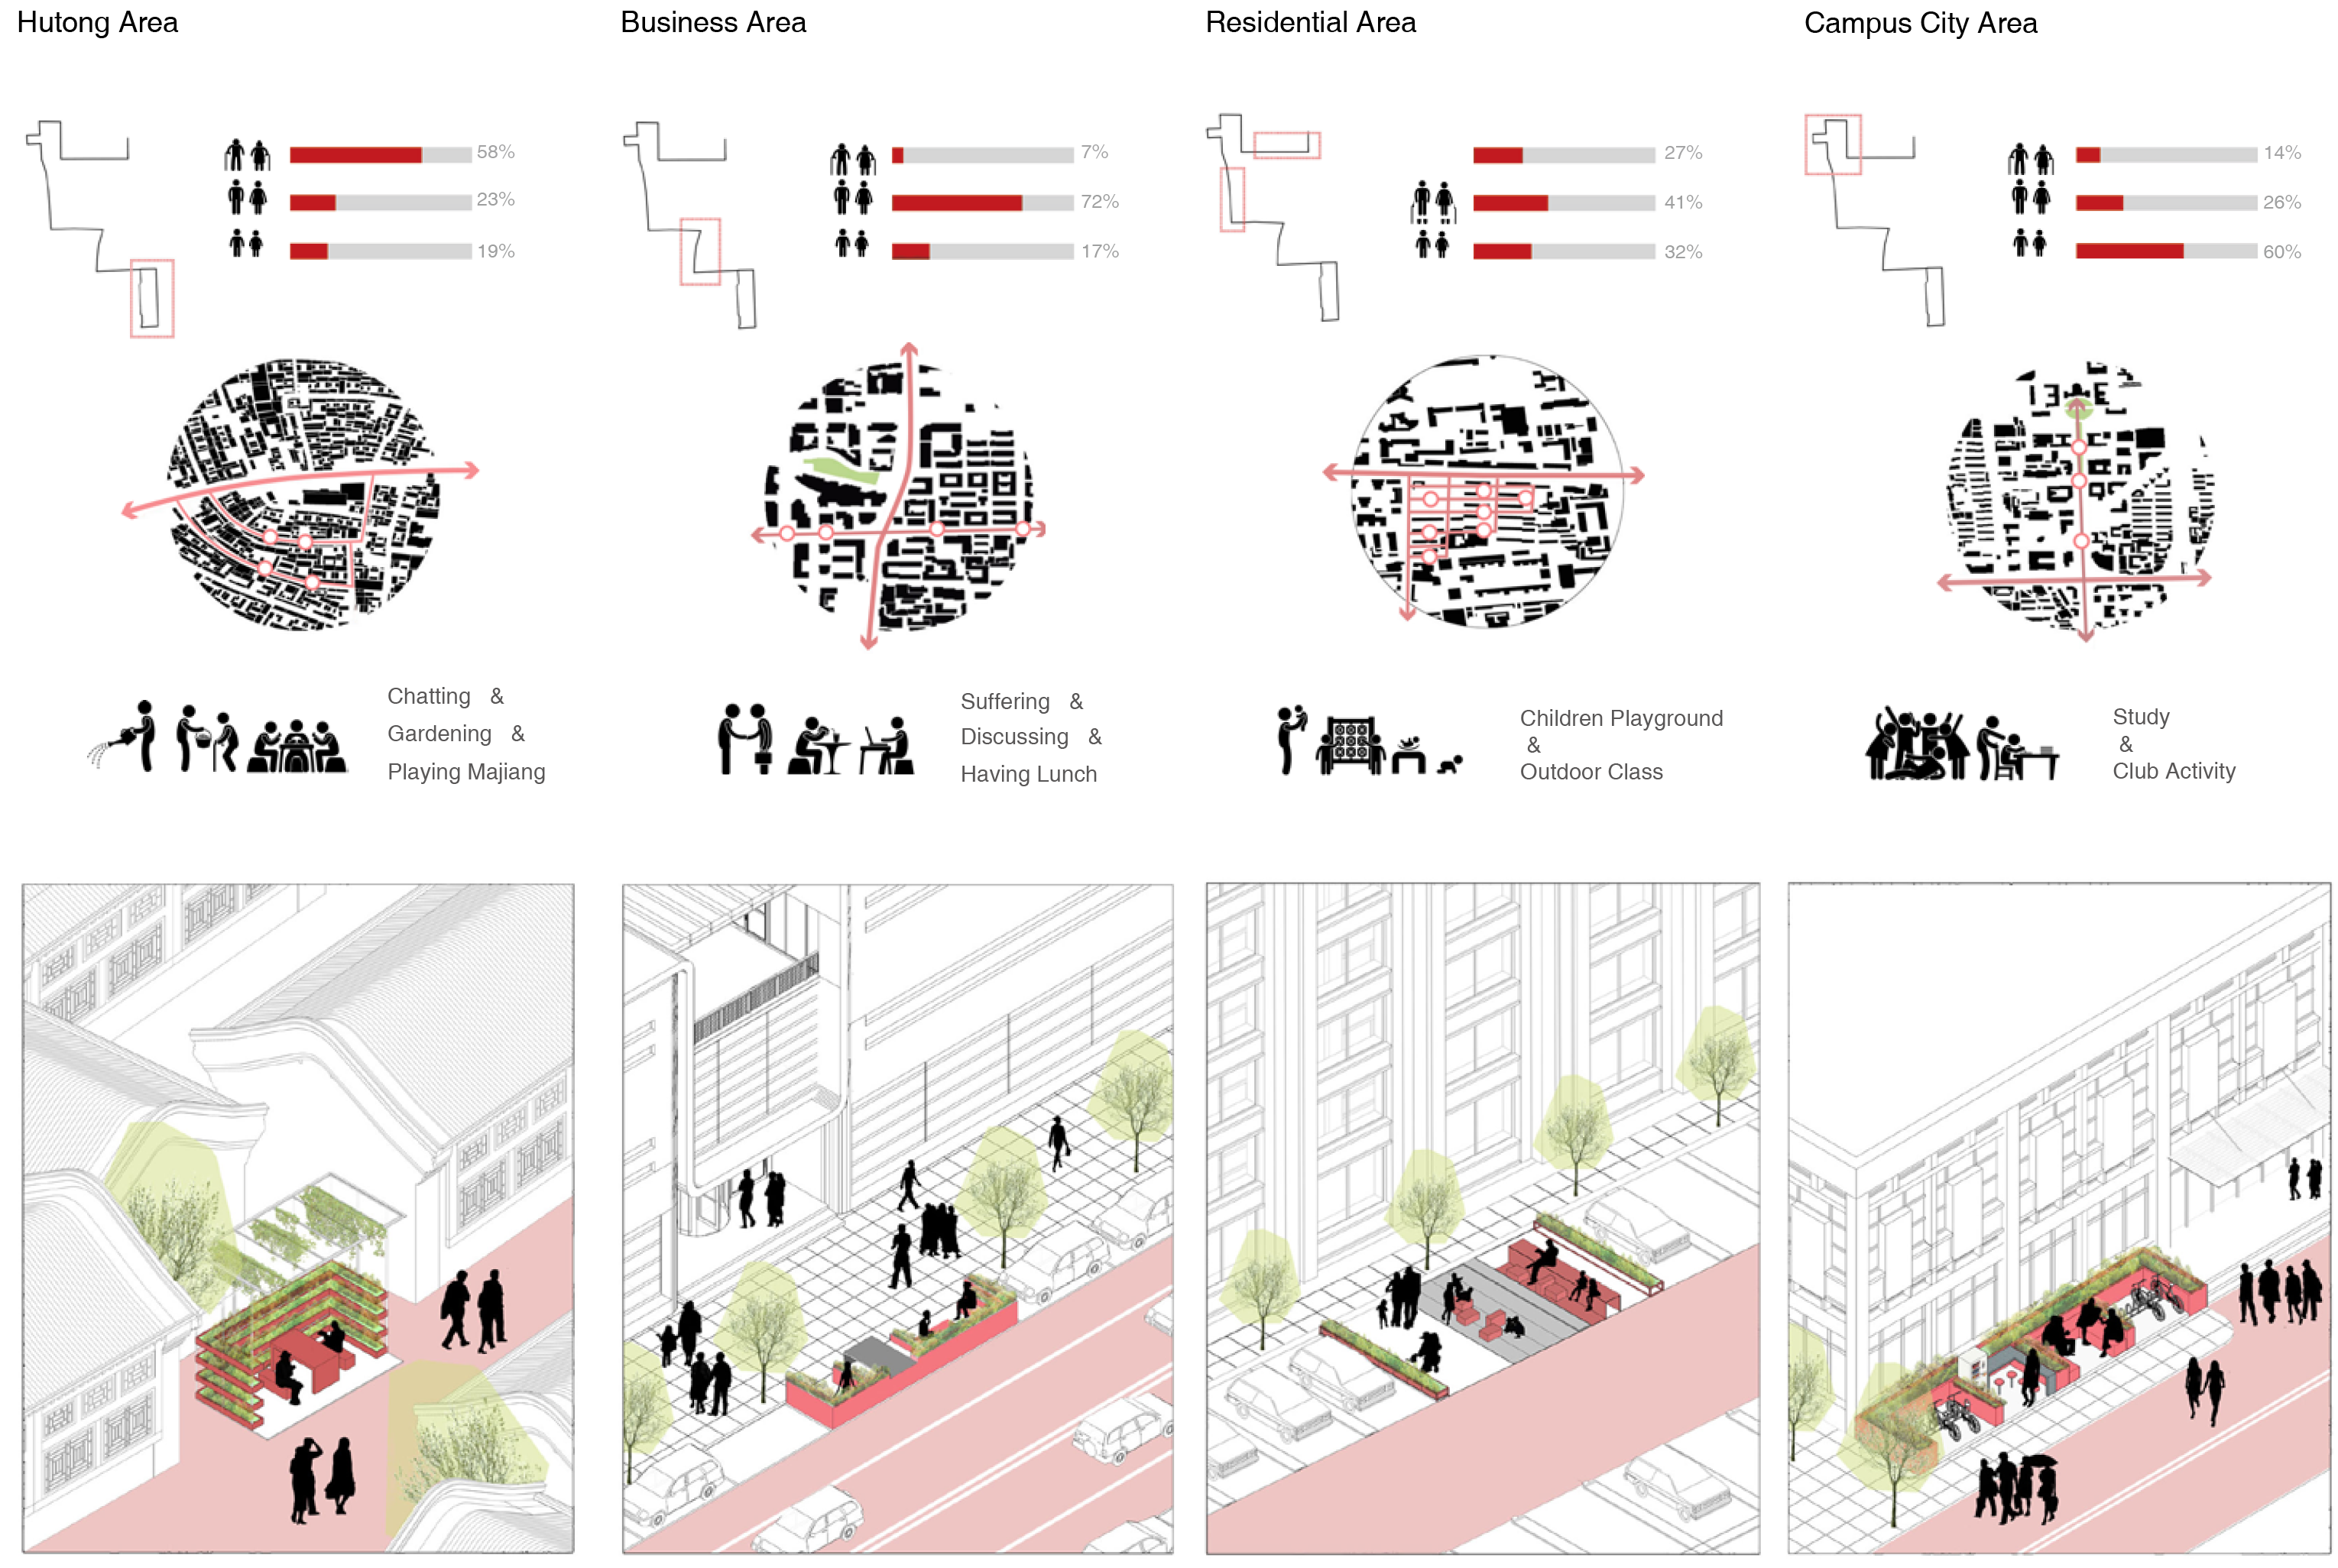 Hutong Area
58%
23%
19%
Chatting &
Gardening &
Playing Majiang
Business Area
7%
72%
17%
Suffering &
Discussing &
Having Lunch
Residential Area
27%
41%
32%
Children Playground
&
Outdoor Class
Campus City Area
14%
26%
60%
Study
&
Club Activity